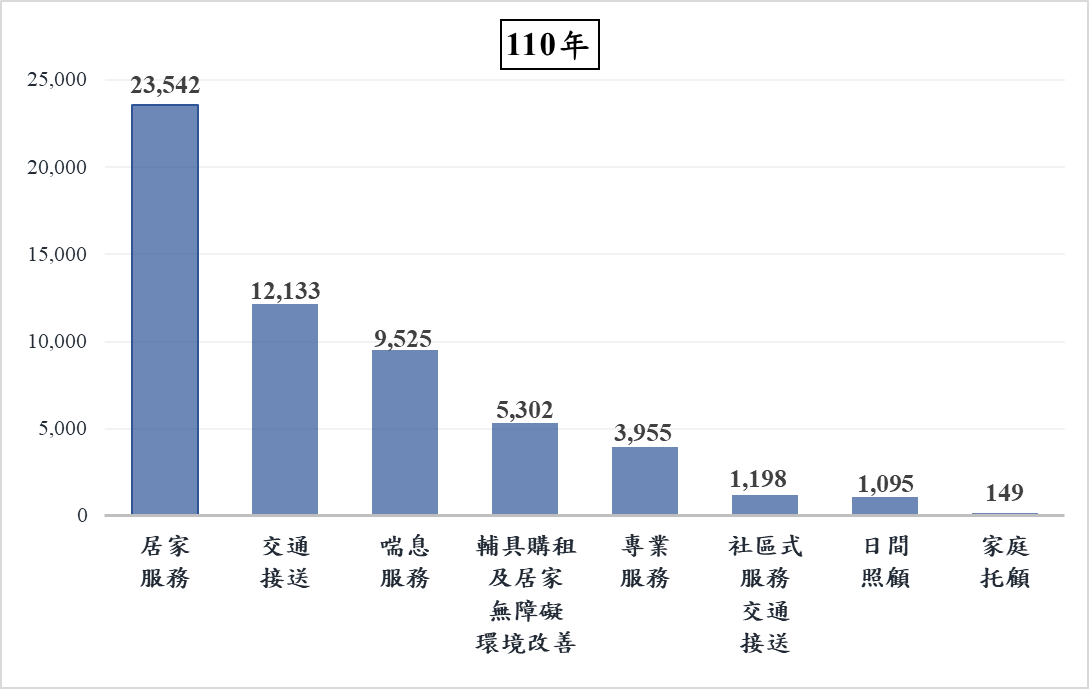 110年
25,000
20,000
15,000
10,000
5,000
0
23,542
12,133
9,525
5,302
3,955
1,198
1,095
149
居家
服務
交通
接送
喘息
服務
輔具購租
及居家
無障礙
環境改善
專業
服務
社區式
服務
交通
接送
日間
照顧
家庭
托顧